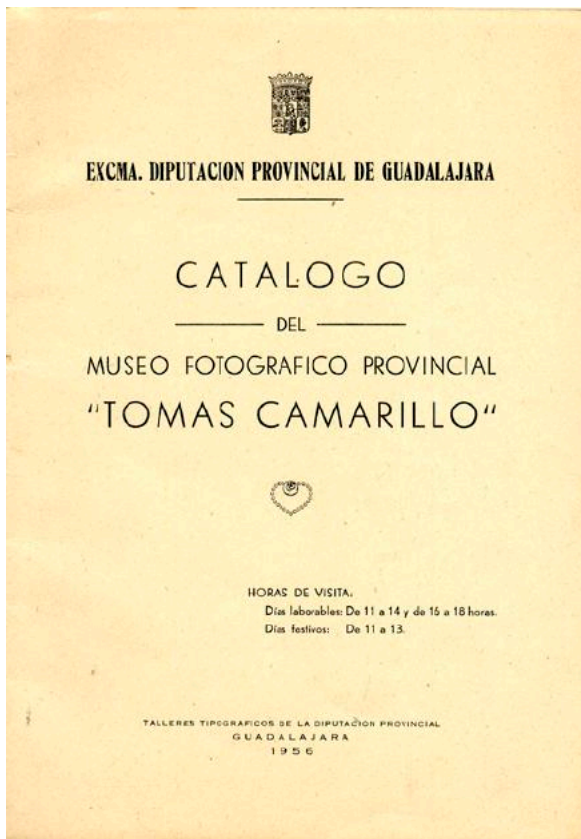 EXCMA. DIPUTACION PROVINCIAL DE GUADALAJARA
CATALOGO
DEL
MUSEO FOTOGRAFICO PROVINCIAL
"TOMAS CAMARILLO"
HORAS DE VISITA.
Días laborables: De 11 a 14 y de 16 a 18 horas.
Días festivos: De 11 a 13.
TALLERES TIPOGRAFICOS DE LA DIPUTACION PROVINCIAL
GUADALAJARA
1956